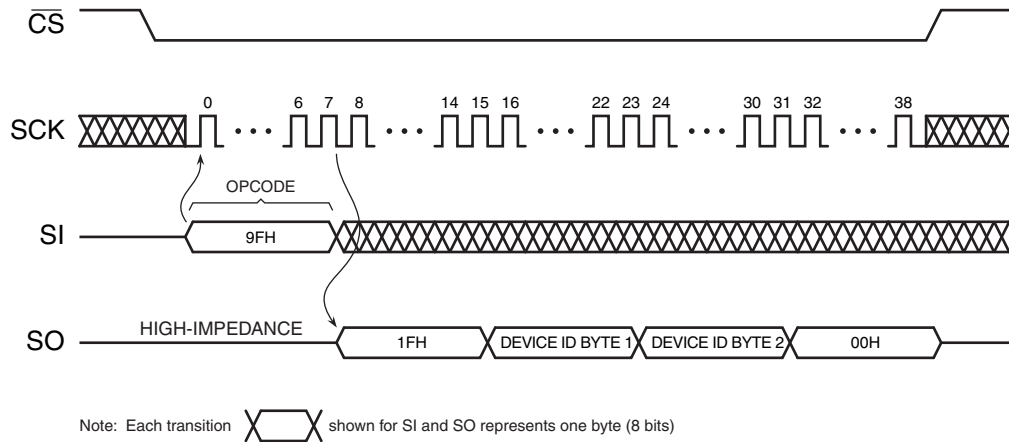 CS
SCK
0 6 7 8 14 15 16 22 23 24 30 31 32 38
OPCODE
SI
9FH
HIGH-IMPEDANCE
SO
1FH DEVICE ID BYTE 1 DEVICE ID BYTE 2 00H
Note: Each transition shown for SI and SO represents one byte (8 bits)